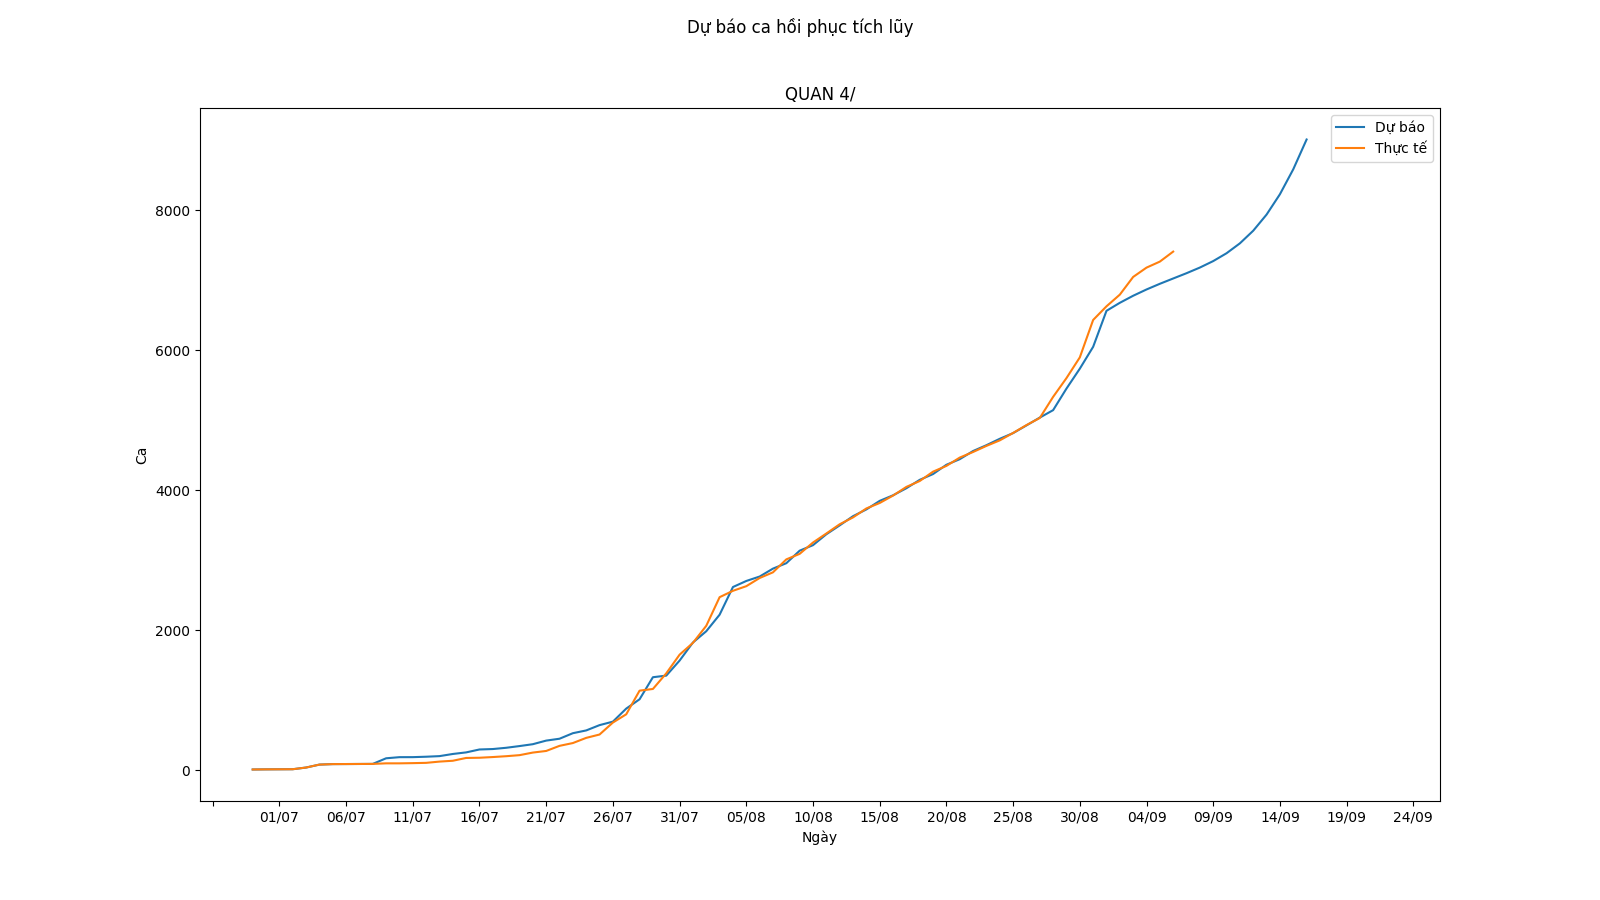 Dự báo ca hồi phục tích lũy
QUAN 4/
Dự báo
Thực tế
8000
6000
4000
2000
0
Ca
01/07 06/07 11/07 16/07 21/07 26/07 31/07 05/08 10/08 15/08 20/08 25/08 30/08 04/09 09/09 14/09 19/09 24/09
Ngày